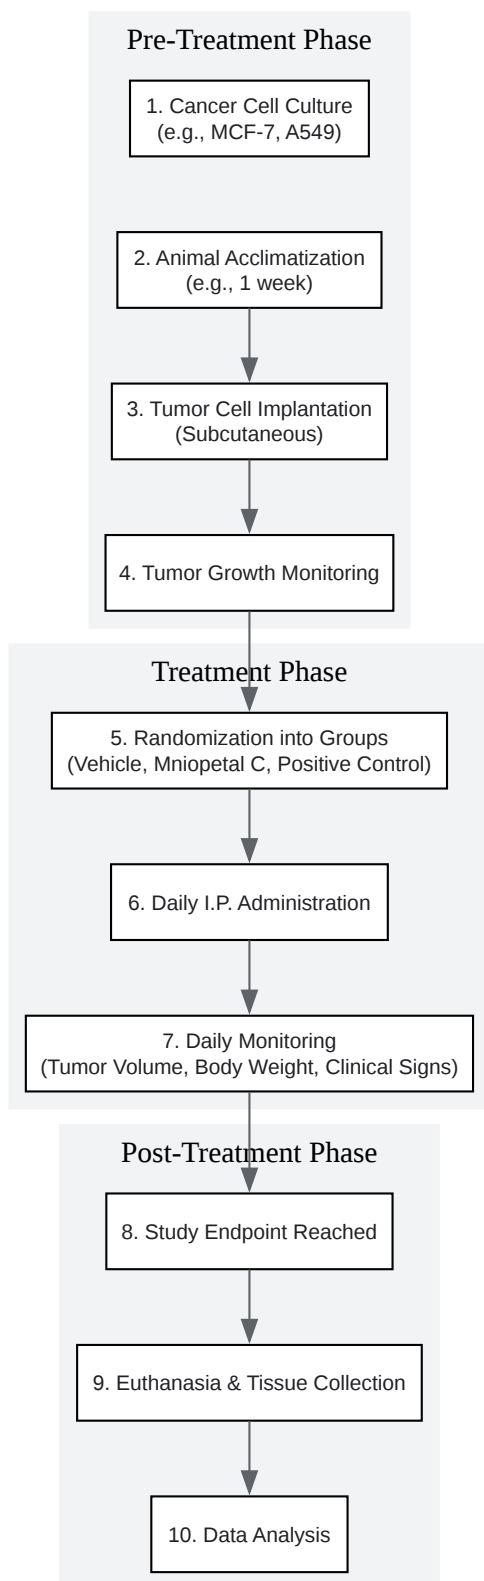 Pre-Treatment Phase
1. Cancer Cell Culture
(e.g., MCF-7, A549)
2. Animal Acclimatization
(e.g., 1 week)
3. Tumor Cell Implantation
(Subcutaneous)
4. Tumor Growth Monitoring
Treatment Phase
5. Randomization into Groups
(Vehicle, Mniopetal C, Positive Control)
6. Daily I.P. Administration
7. Daily Monitoring
(Tumor Volume, Body Weight, Clinical Signs)
Post-Treatment Phase
8. Study Endpoint Reached
9. Euthanasia & Tissue Collection
10. Data Analysis